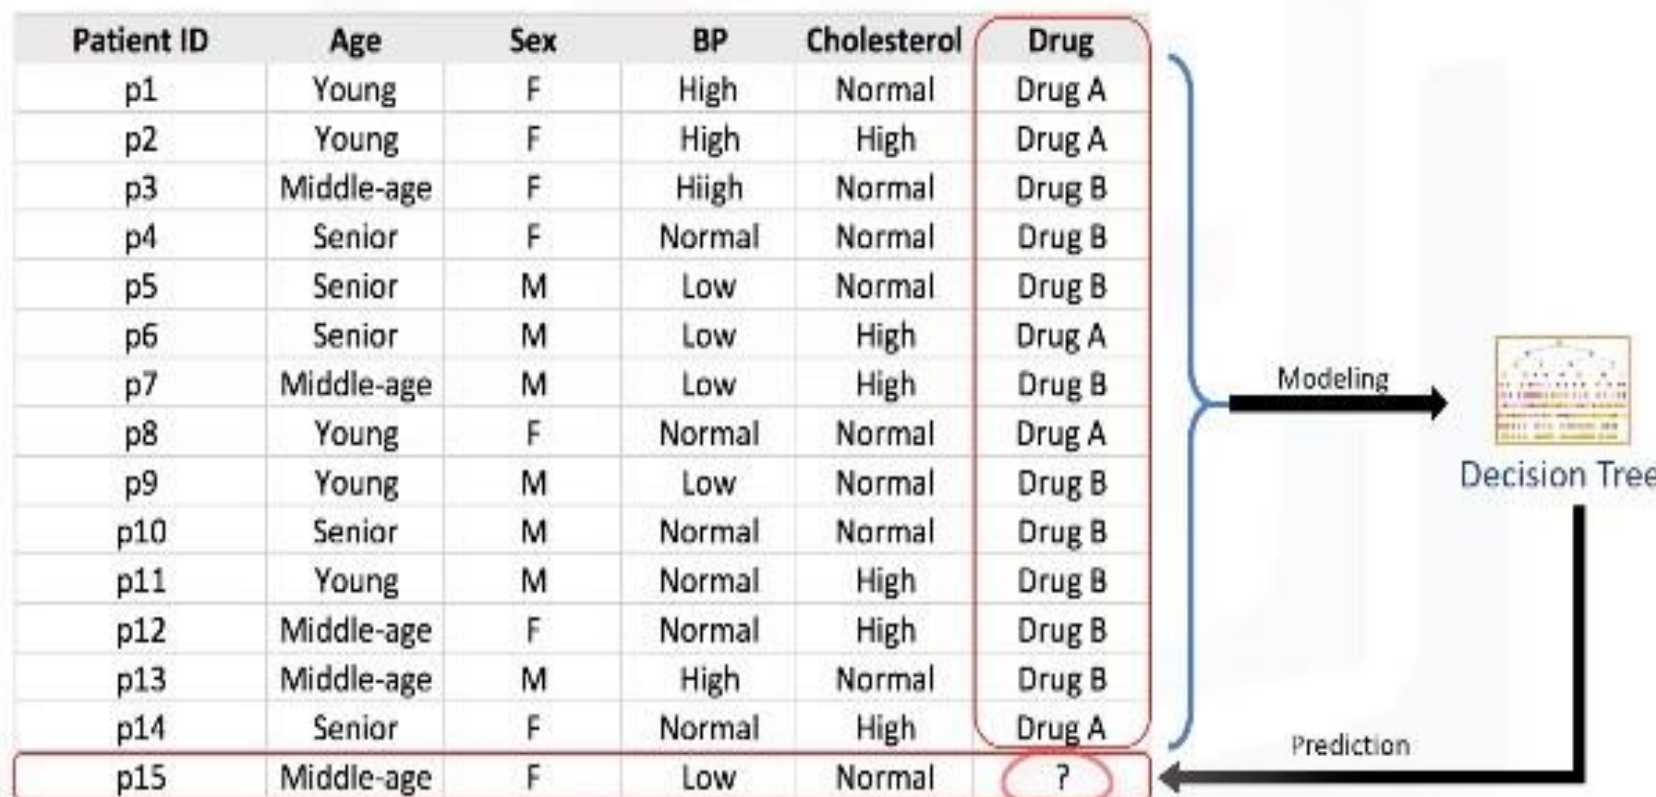 Patient ID Age Sex BP Cholesterol Drug
p1 Young F High Normal Drug A
p2 Young F High High Drug A
p3 Middle-age F Hiigh Normal Drug B
p4 Senior F Normal Normal Drug B
p5 Senior M Low Normal Drug B
p6 Senior M Low High Drug A
p7 Middle-age M Low High Drug B
p8 Young F Normal Normal Drug A
p9 Young M Low Normal Drug B
p10 Senior M Normal Normal Drug B
p11 Young M Normal High Drug B
p12 Middle-age F Normal High Drug B
p13 Middle-age M High Normal Drug B
p14 Senior F Normal High Drug A
p15 Middle-age F Low Normal ?
Modeling
Decision Tree
Prediction